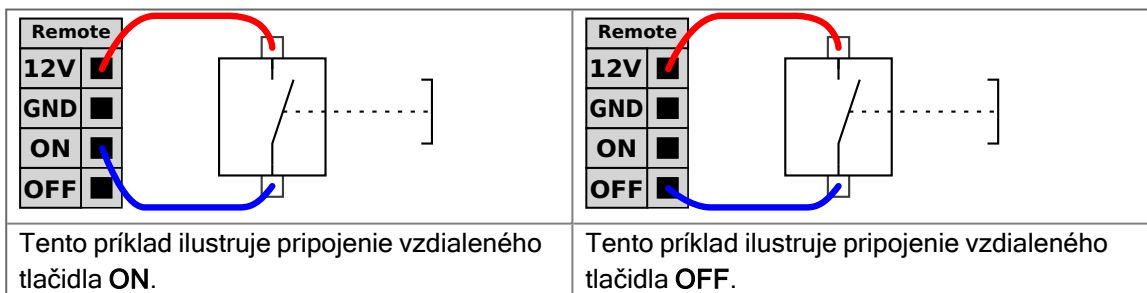 Remote
12V
GND
ON
OFF
Remote
12V
GND
ON
OFF
Tento príklad ilustruje pripojenie vzdialeného
tlačidla ON.
Tento príklad ilustruje pripojenie vzdialeného
tlačidla OFF.